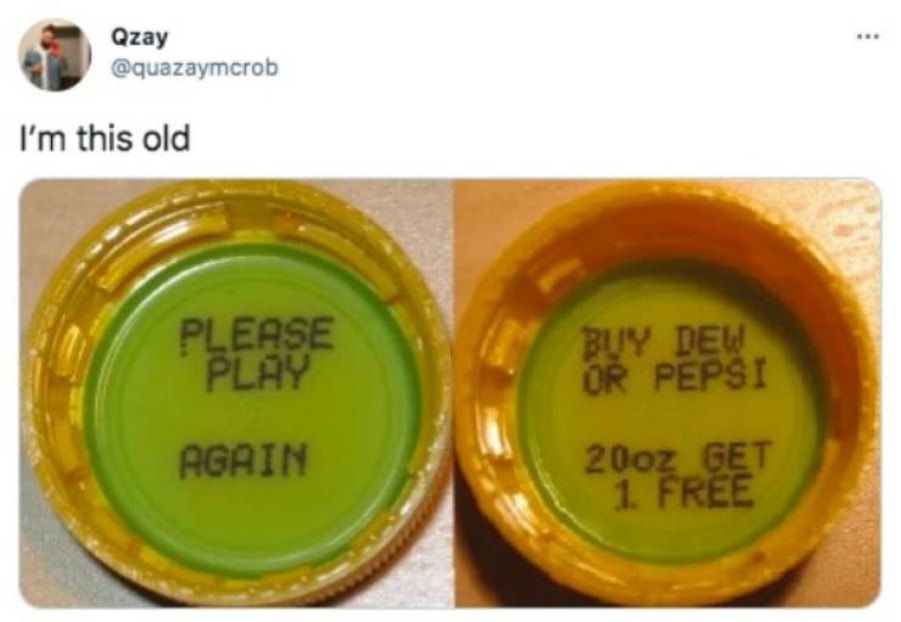 Qzay
@quazaymcrob
I'm this old
PLEASE
PLAY
AGAIN
BUY DEW
OR PEPSI
20oz GET
1 FREE